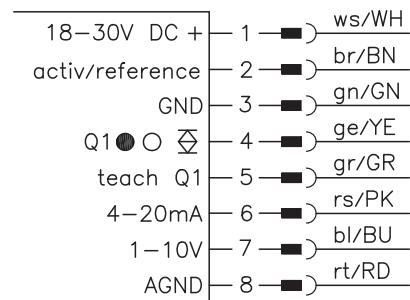 18-30V DC + 1 ws/WH
activ/reference 2 br/BN
GND 3 gn/GN
Q1 4 ge/YE
teach Q1 5 gr/GR
4-20mA 6 rs/PK
1-10V 7 bl/BU
AGND 8 rt/RD